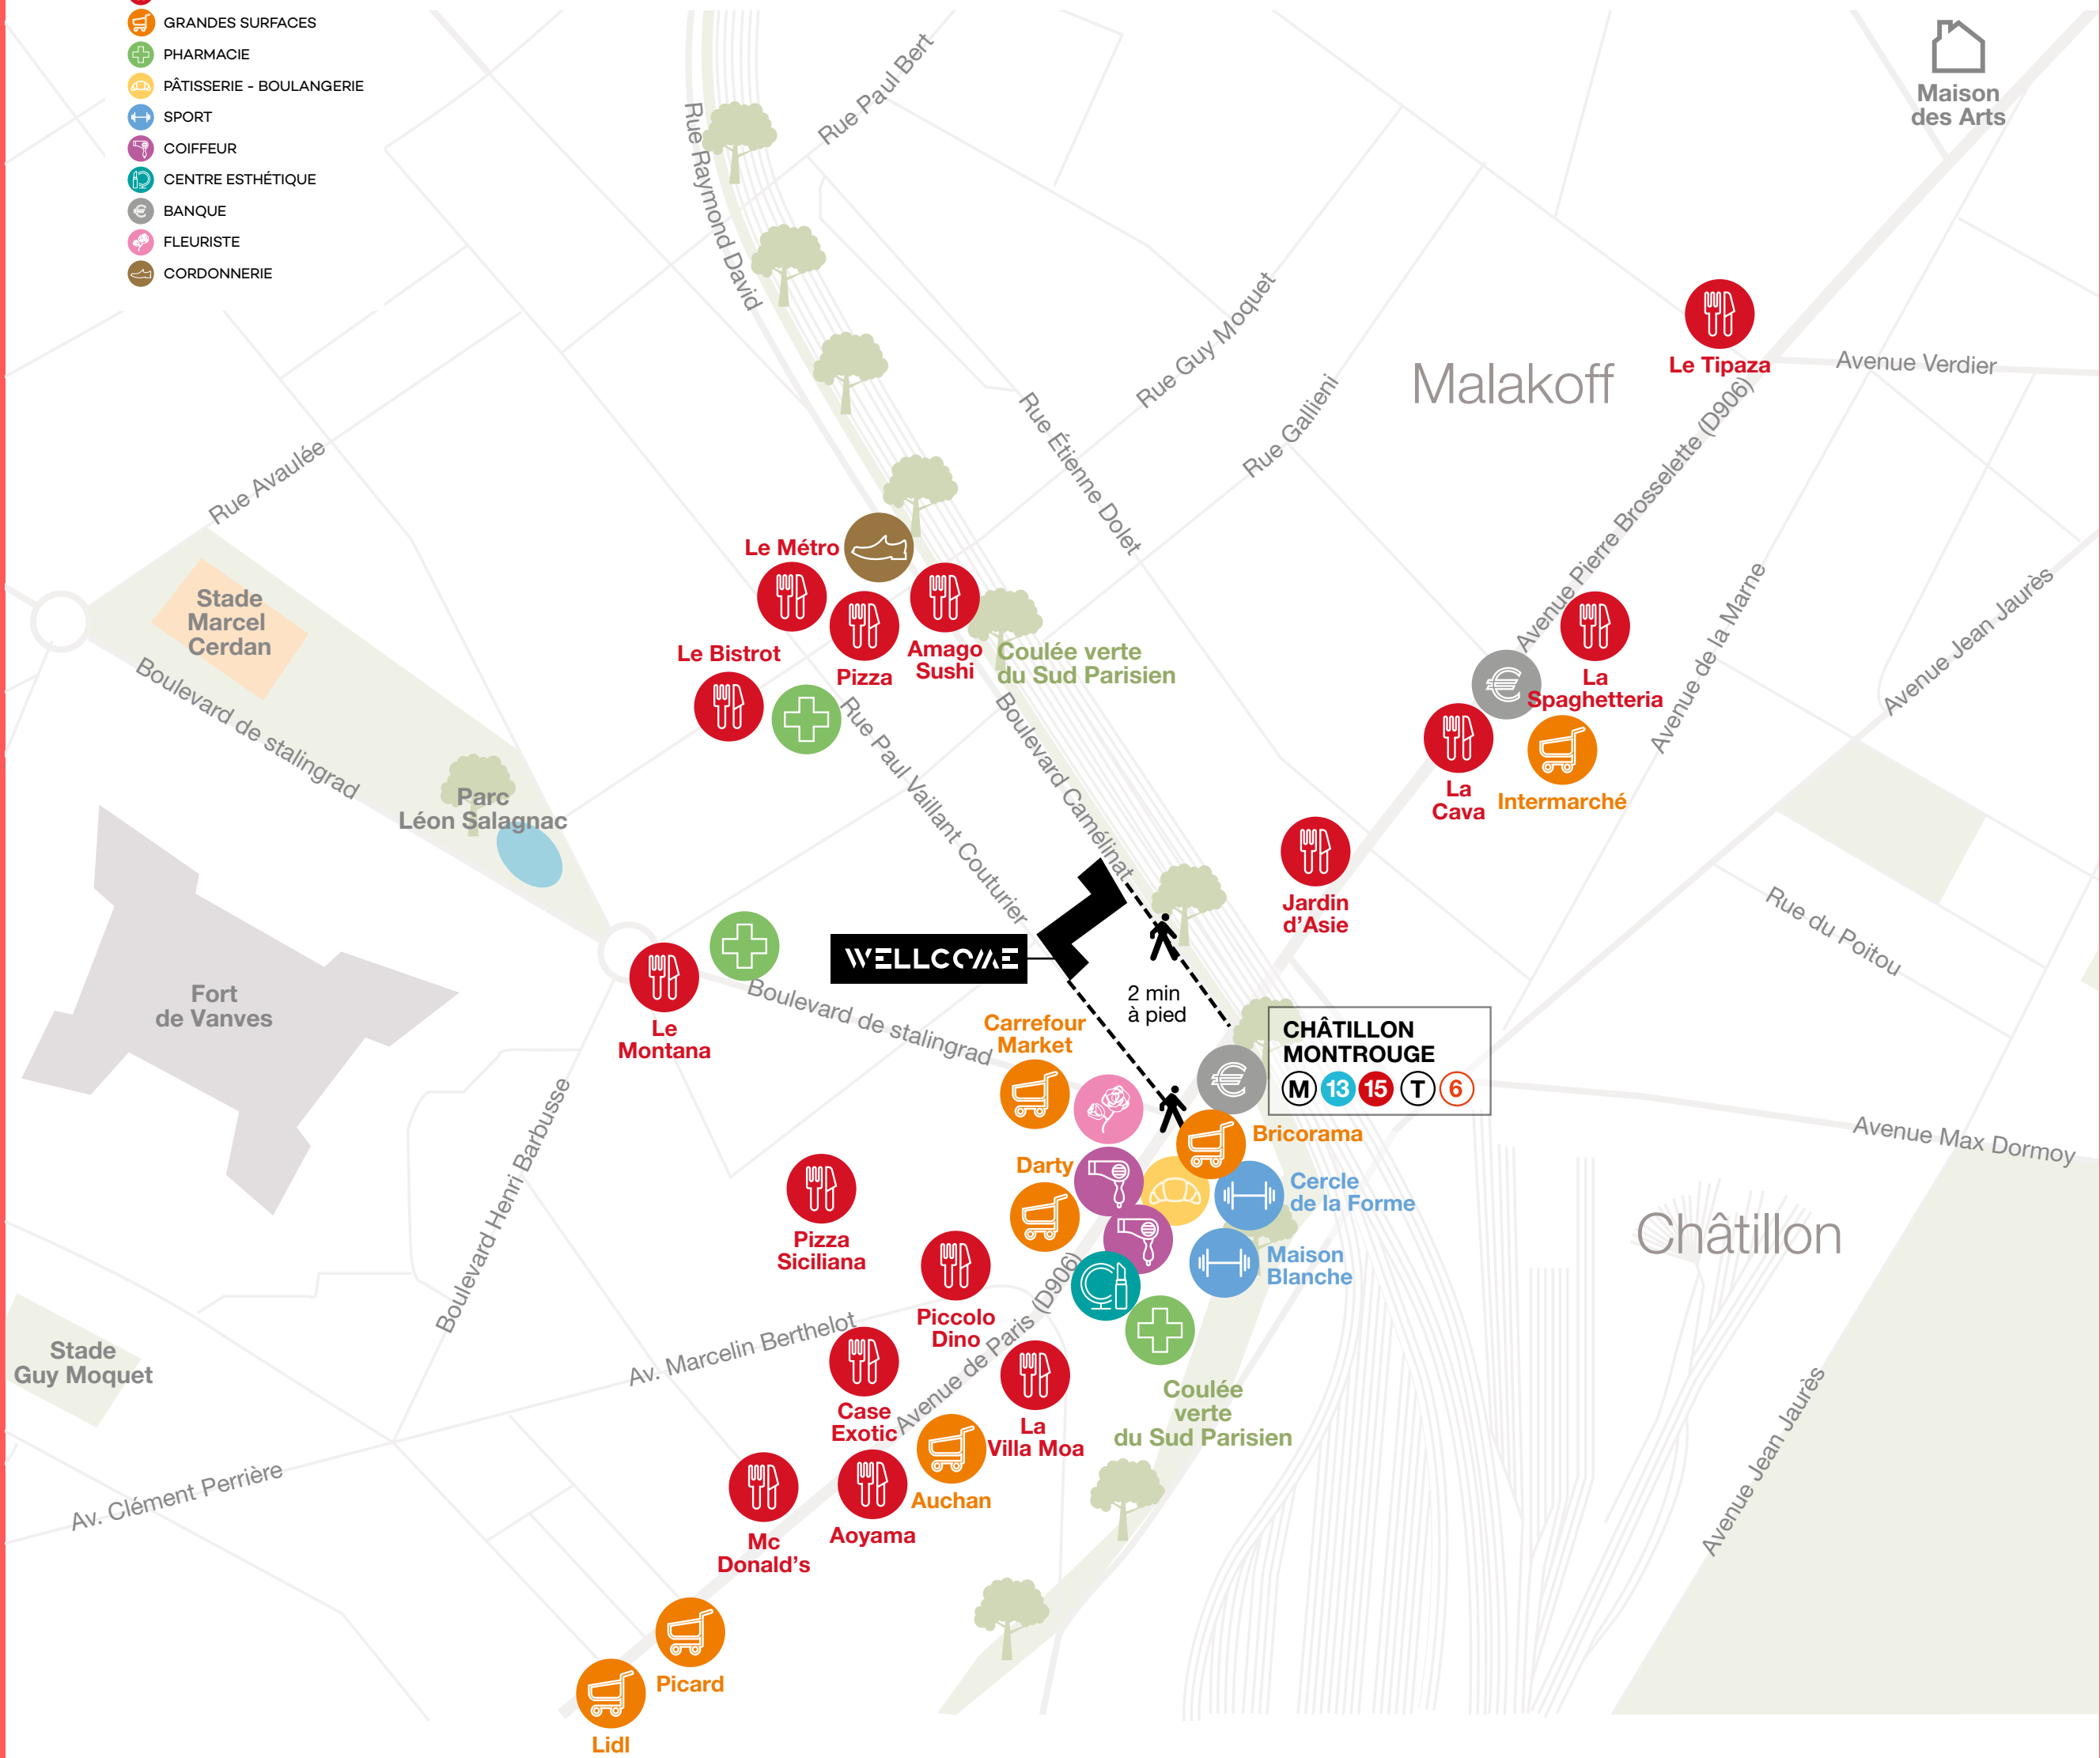 GRANDES SURFACES
PHARMACIE
PÂTISSERIE - BOULANGERIE
SPORT
COIFFEUR
CENTRE ESTHÉTIQUE
BANQUE
FLEURISTE
CORDONNERIE
Maison
des Arts
Rue Paul Bert
Rue Raymond David
Rue Guy Moquet
Rue Gallieni
Rue Étienne Dolet
Malakoff
Le Tipaza
Avenue Verdier
Avenue Pierre Brosselette (D906)
Avenue de la Marne
Avenue Jean Jaurès
Rue Avaulée
Stade
Marcel
Cerdan
Boulevard de stalingrad
Parc
Léon Salagnac
Le Métro
Le Bistrot
Pizza
Amago
Sushi
Coulée verte
du Sud Parisien
Rue Paul Vaillant Couturier
Boulevard Camélinat
La
Spaghetteria
La
Cava
Intermarché
Jardin
d'Asie
Rue du Poitou
Fort
de Vanves
Le
Montana
Boulevard de stalingrad
WELLCOME
2 min
à pied
Carrefour
Market
CHÂTILLON
MONTROUGE
M 13 15 T 6
Bricorama
Avenue Max Dormoy
Darty
Cercle
de la Forme
Maison
Blanche
Châtillon
Boulevard Henri Barbusse
Pizza
Siciliana
Piccolo
Dino
Av. Marcelin Berthelot
Avenue de Paris (D906)
Stade
Guy Moquet
Case
Exotic
La
Villa Moa
Coulée
verte
du Sud Parisien
Av. Clément Perrière
Mc
Donald's
Aoyama
Auchan
Avenue Jean Jaurès
Picard
Lidl